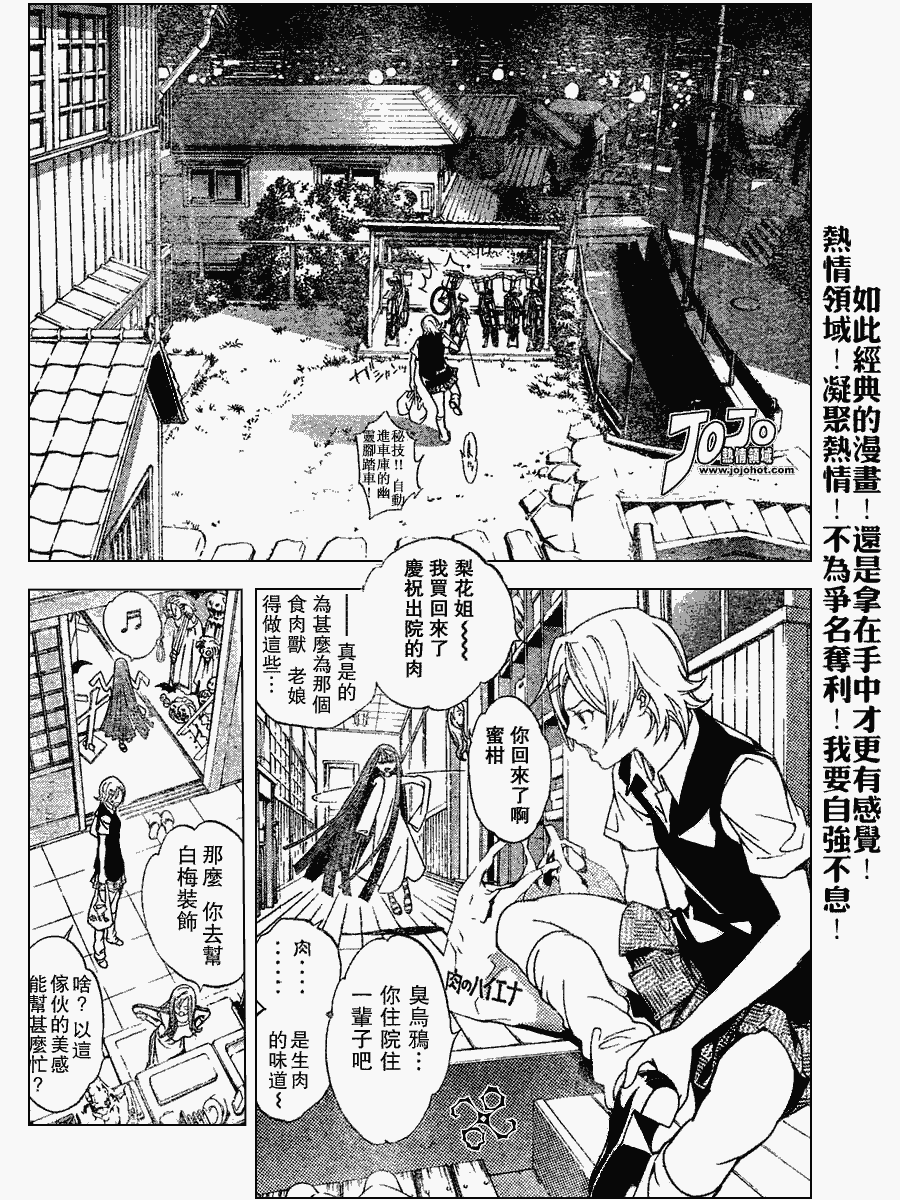 如此經典的漫畫！還是拿在手中才更有感覺！
熱情領域！凝聚熱情！不為爭名奪利！我要自強不息！
JOJO
熱情領域
www.jojohot.com
秘技!! 自動
進車庫的幽
靈腳踏車！
梨花姐～
我買回來了
慶祝出院的肉
你回來了啊
蜜柑
——真是的
為甚麼為那個
食肉獸 老娘
得做這些…
肉のハイエナ
臭烏鴉…
你住院住
一輩子吧
肉‥‥
‥‥‥
是生肉
的味道～
那麼 你去幫
白梅裝飾
啥？以這
傢伙的美感
能幫甚麼忙？